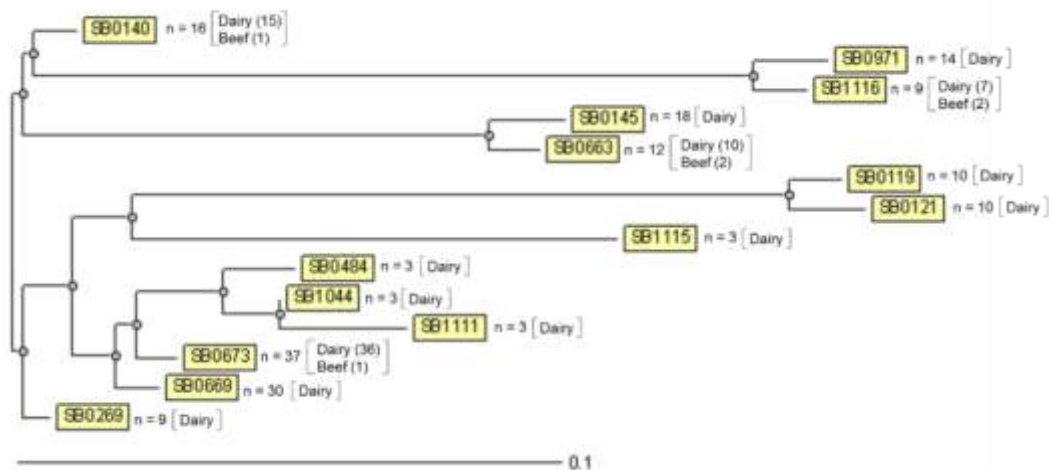 SB0140 n = 16 [Dairy (15)
Beef (1)]
SB0971 n = 14 [Dairy]
SB1116 n = 9 [Dairy (7)
Beef (2)]
SB0145 n = 18 [Dairy]
SB0663 n = 12 [Dairy (10)
Beef (2)]
SB0119 n = 10 [Dairy]
SB0121 n = 10 [Dairy]
SB1115 n = 3 [Dairy]
SB0484 n = 3 [Dairy]
SB1044 n = 3 [Dairy]
SB1111 n = 3 [Dairy]
SB0673 n = 37 [Dairy (36)
Beef (1)]
SB0669 n = 30 [Dairy]
SB0269 n = 9 [Dairy]
0.1